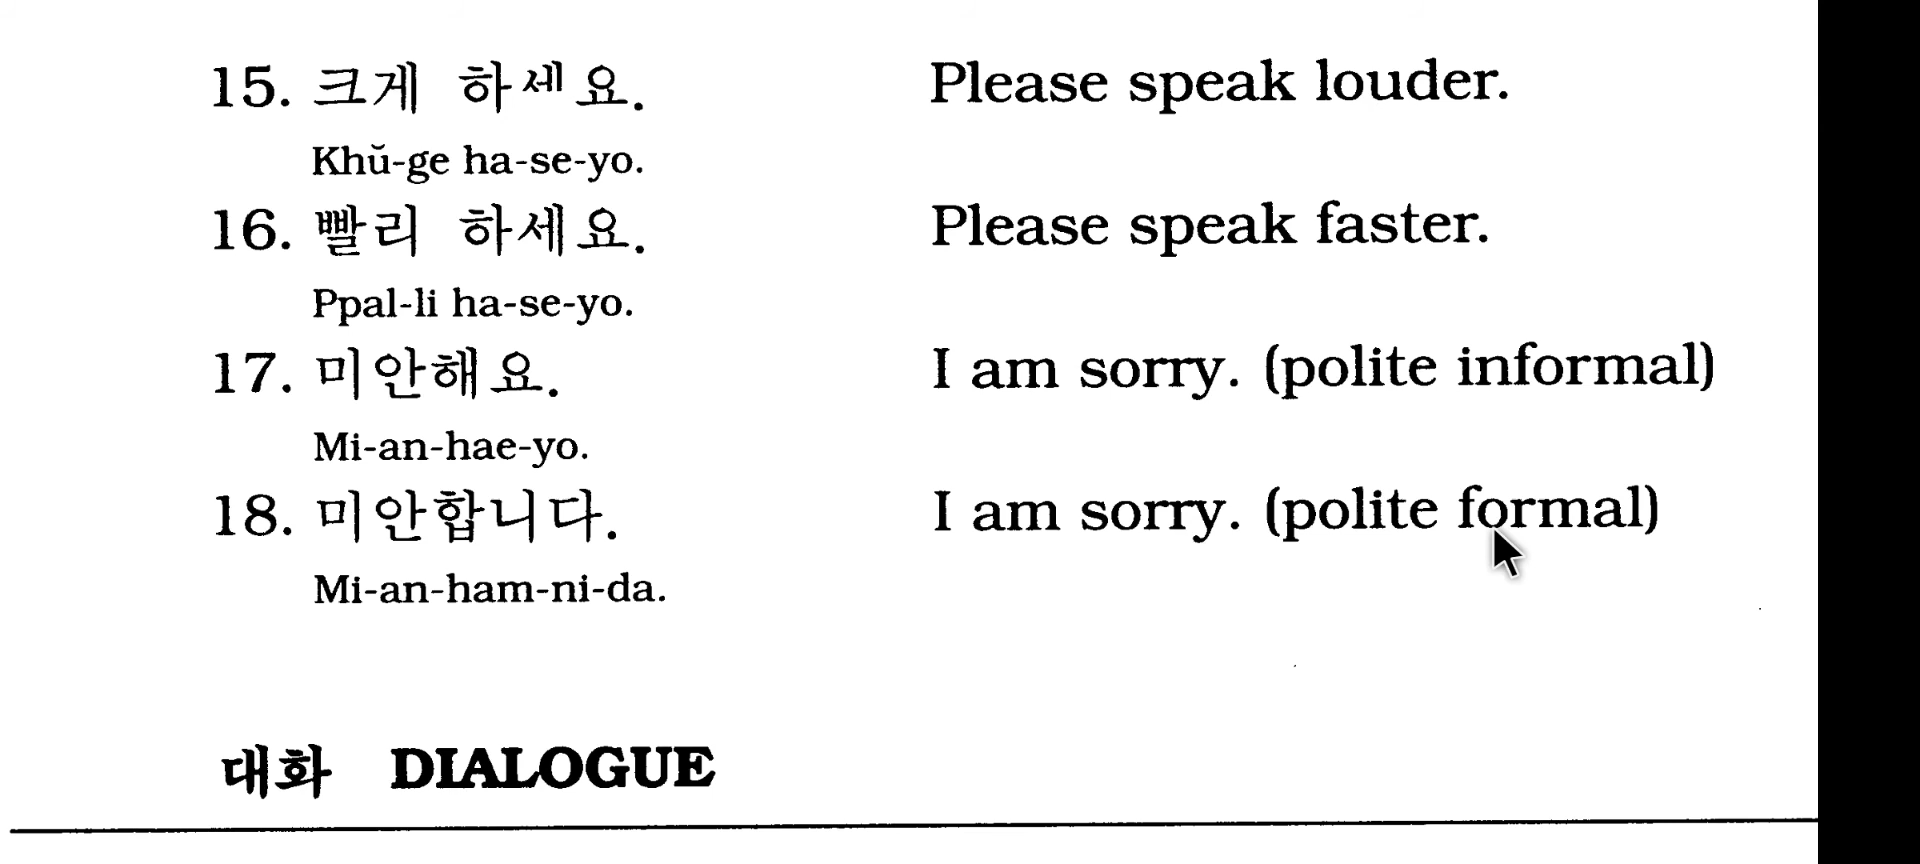 15. 크게 하세요. Please speak louder.
Khŭ-ge ha-se-yo.
16. 빨리 하세요. Please speak faster.
Ppal-li ha-se-yo.
17. 미안해요. I am sorry. (polite informal)
Mi-an-hae-yo.
18. 미안합니다. I am sorry. (polite formal)
Mi-an-ham-ni-da.
대화 DIALOGUE